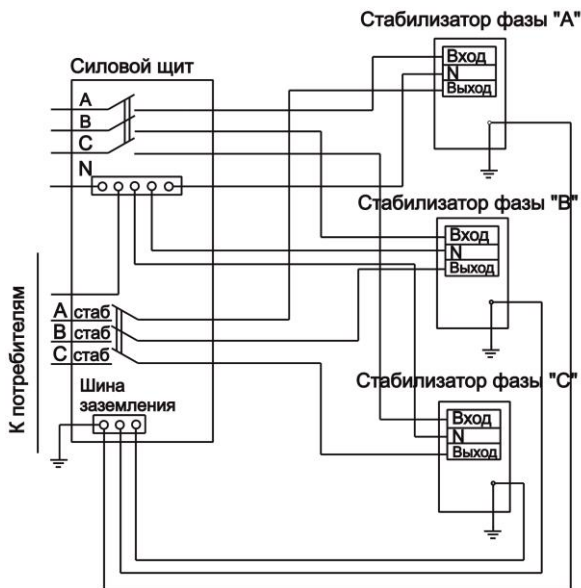 Стабилизатор фазы "А"
Вход
N
Выход
Силовой щит
А
В
С
N
Стабилизатор фазы "В"
Вход
N
Выход
К потребителям
А стаб
В стаб
С стаб
Шина
заземления
Стабилизатор фазы "С"
Вход
N
Выход